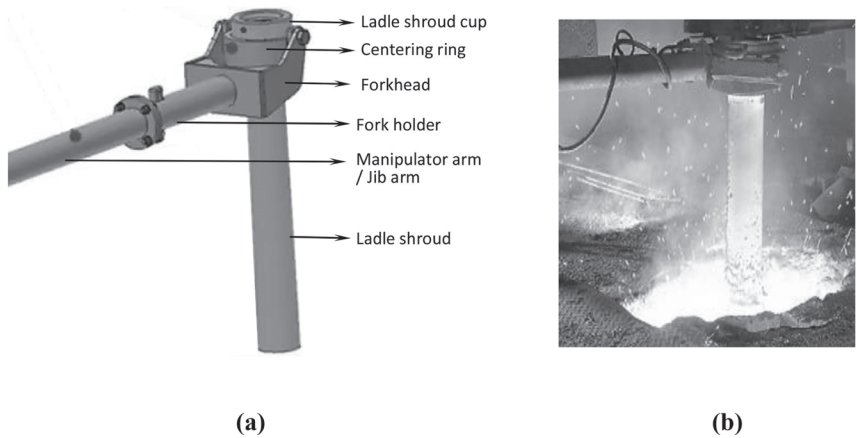 Ladle shroud cup
Centering ring
Forkhead
Fork holder
Manipulator arm
/ Jib arm
Ladle shroud
(a)
(b)